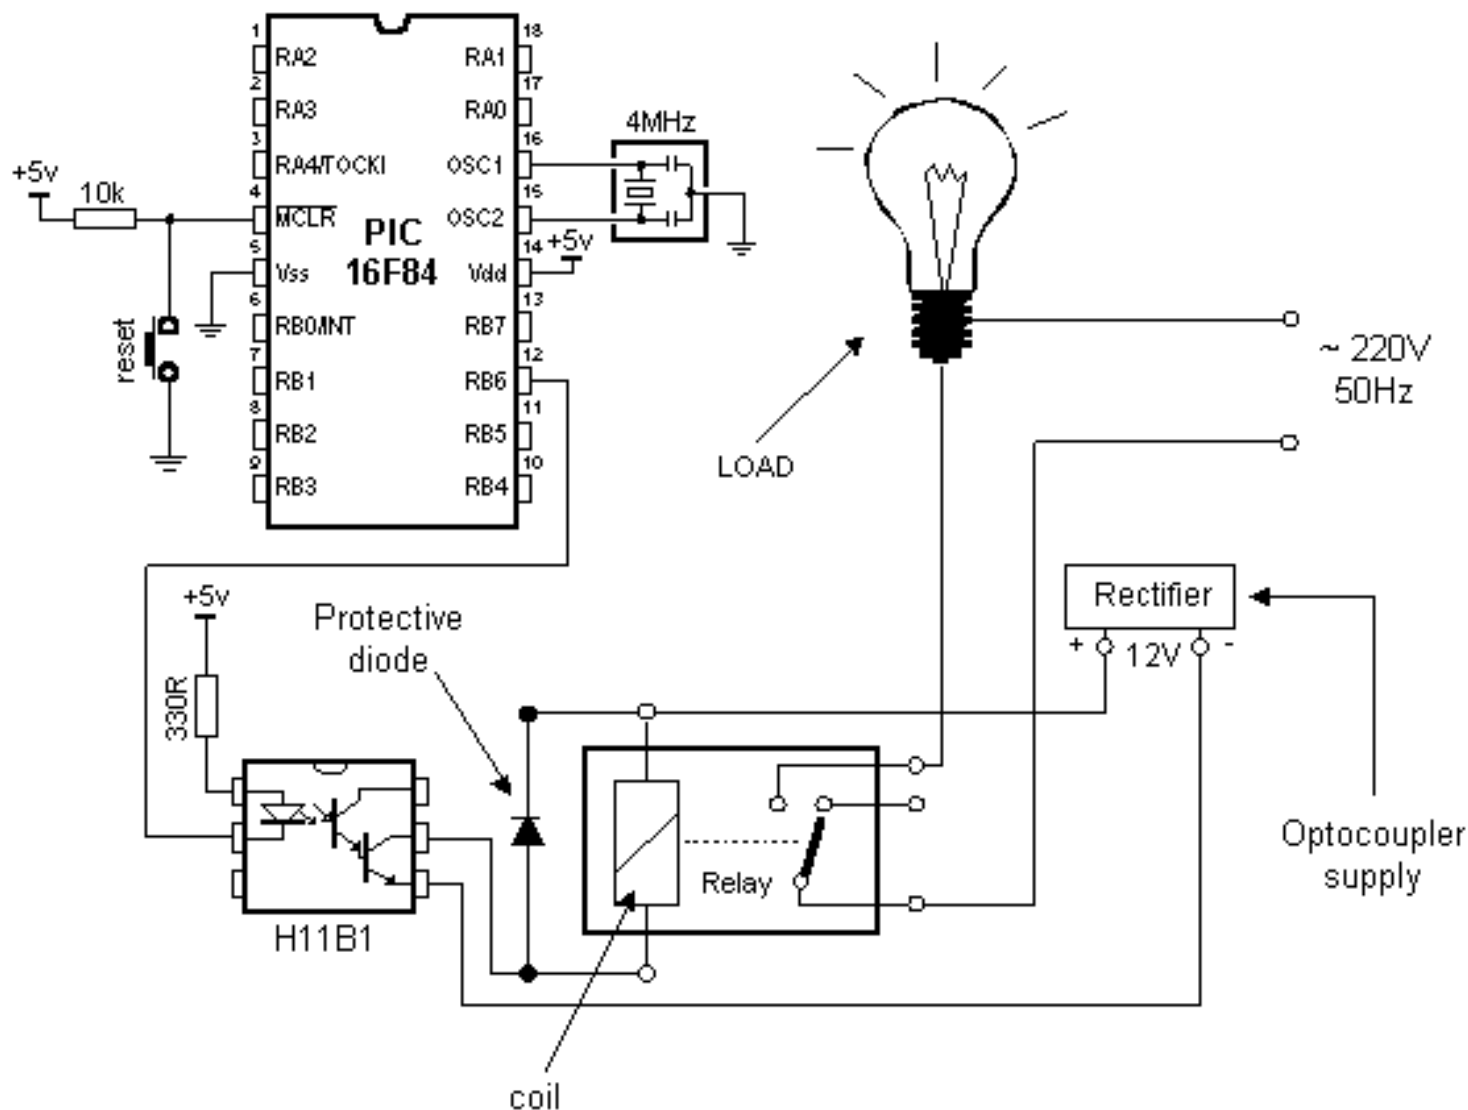 1
RA2
2
RA3
3
RA4/TOCKI
4
MCLR
5
Vss
6
RB0/INT
7
RB1
8
RB2
9
RB3
PIC
16F84
18
RA1
17
RA0
16
OSC1
15
OSC2
14
Vdd
13
RB7
12
RB6
11
RB5
10
RB4
+5v
10k
reset
4MHz
+5v
LOAD
~ 220V
50Hz
+5v
330R
H11B1
Protective
diode
Relay
coil
Rectifier
+ 12V -
Optocoupler
supply